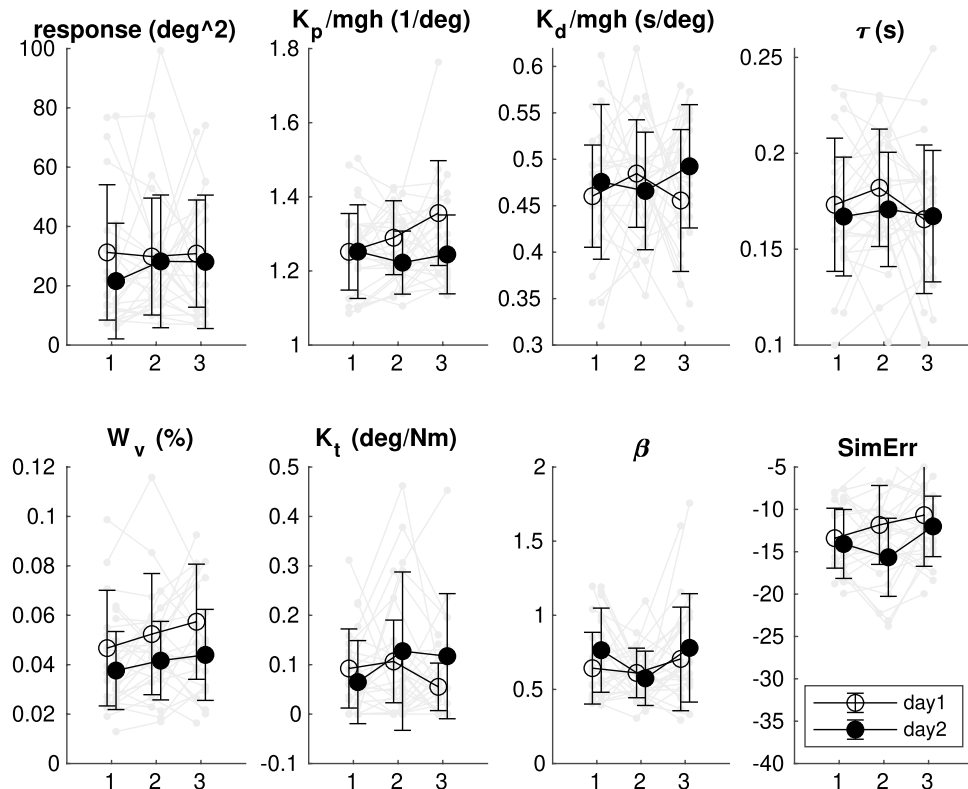 response (deg^2)
K_p/mgh (1/deg)
K_d/mgh (s/deg)
τ (s)
100
80
60
40
20
0
1 2 3
1.8
1.6
1.4
1.2
1
1 2 3
0.6
0.55
0.5
0.45
0.4
0.35
0.3
1 2 3
0.25
0.2
0.15
0.1
1 2 3
W_v (%)
K_t (deg/Nm)
β
SimErr
0.12
0.1
0.08
0.06
0.04
0.02
0
1 2 3
0.5
0.4
0.3
0.2
0.1
0
-0.1
1 2 3
2
1.5
1
0.5
0
1 2 3
-5
-10
-15
-20
-25
-30
-35
-40
1 2 3
day1
day2